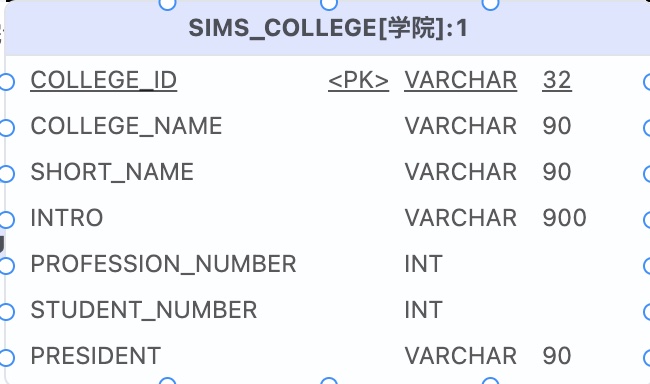 SIMS_COLLEGE[学院]:1
COLLEGE_ID <PK> VARCHAR 32
COLLEGE_NAME VARCHAR 90
SHORT_NAME VARCHAR 90
INTRO VARCHAR 900
PROFESSION_NUMBER INT
STUDENT_NUMBER INT
PRESIDENT VARCHAR 90